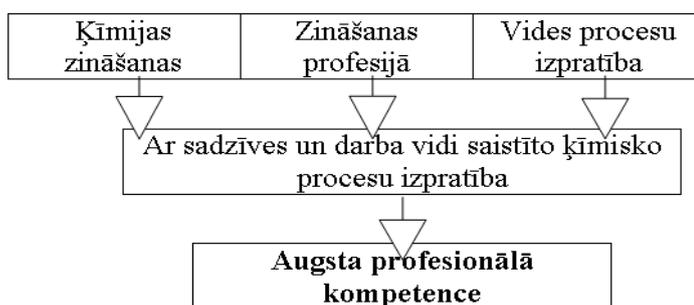 Ķīmijas
zināšanas
Zināšanas
profesijā
Vides procesu
izpratība
Ar sadzīves un darba vidi saistīto ķīmisko
procesu izpratība
Augsta profesionālā
kompetence